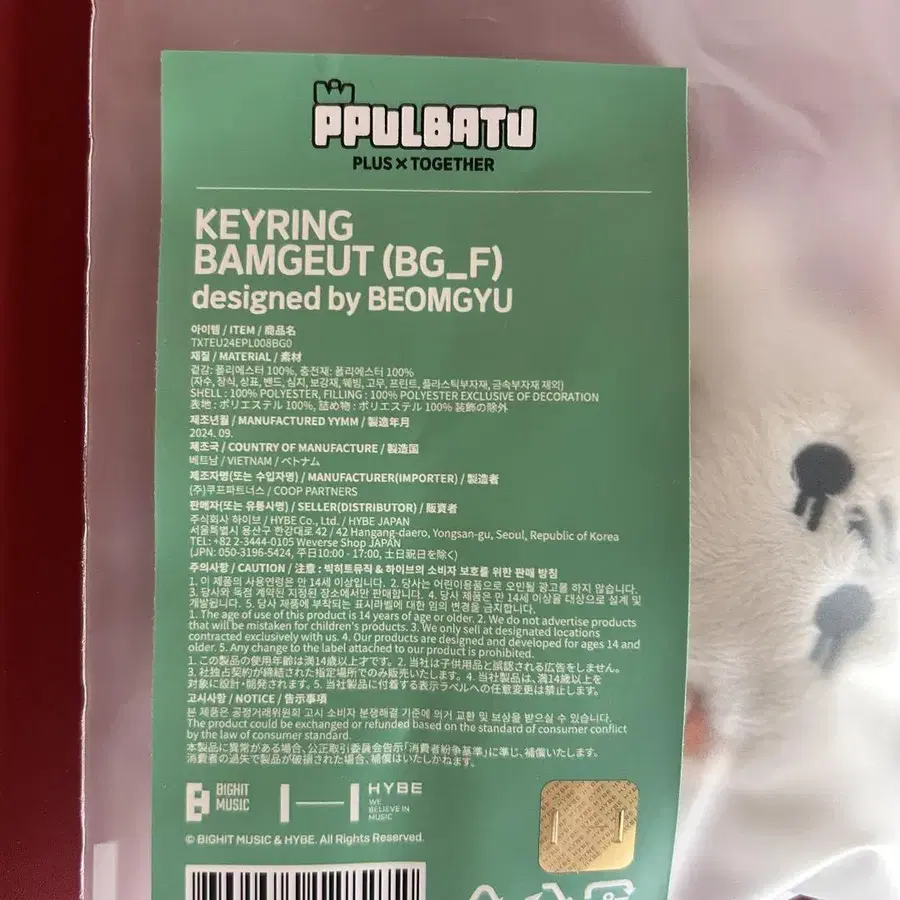 PPULBATU
PLUS × TOGETHER
KEYRING
BAMGEUT (BG_F)
designed by BEOMGYU
아이템 / ITEM / 商品名
TXTEU24EPL008BG0
재질 / MATERIAL / 素材
겉감: 폴리에스터 100%, 충전재: 폴리에스터 100%
(자수, 장식, 상표, 밴드, 심지, 보강재, 웨빙, 고무, 프린트, 플라스틱부자재, 금속부자재 제외)
SHELL : 100% POLYESTER, FILLING : 100% POLYESTER EXCLUSIVE OF DECORATION
表地 : ポリエステル 100%, 詰め物 : ポリエステル 100% 装飾の除外
제조년월 / MANUFACTURED YYMM / 製造年月
2024. 09.
제조국 / COUNTRY OF MANUFACTURE / 製造国
베트남 / VIETNAM / ベトナム
제조자명(또는 수입자명) / MANUFACTURER(IMPORTER) / 製造者
(주)쿠프파트너스 / COOP PARTNERS
판매자(또는 유통사명) / SELLER(DISTRIBUTOR) / 販賣者
주식회사 하이브 / HYBE Co., Ltd. / HYBE JAPAN
서울특별시 용산구 한강대로 42 / 42 Hangang-daero, Yongsan-gu, Seoul, Republic of Korea
TEL: +82 2-3444-0105 Weverse Shop JAPAN
(JPN: 050-3196-5424, 平日10:00 - 17:00, 土日祝日を除く)
주의사항 / CAUTION / 注意 : 빅히트뮤직 & 하이브의 소비자 보호를 위한 판매 방침
1. 이 제품의 사용연령은 만 14세 이상입니다. 2. 당사는 어린이용품으로 오인될 광고를 하지 않습니다.
3. 당사와 독점 계약된 지정된 장소에서만 판매합니다. 4. 당사 제품은 만 14세 이상을 대상으로 설계 및
개발됩니다. 5. 당사 제품에 부착되는 표시라벨에 대한 임의 변경을 금지합니다.
1. The age of use of this product is 14 years of age or older. 2. We do not advertise products
that will be mistaken for children's products. 3. We only sell at designated locations
contracted exclusively with us. 4. Our products are designed and developed for ages 14 and
older. 5. Any change to the label attached to our product is prohibited.
1. この製品の使用年齢は満14歳以上才です。 2. 当社は子供用品と誤認される広告をしません。
3. 社独占契約が締結された指定場所でのみ販売いたします。 4. 当社製品は、満14歳以上を
対象に設計・開発されます。 5. 当社製品に付着する表示ラベルへの任意変更は禁止します。
고시사항 / NOTICE / 告示事項
본 제품은 공정거래위원회 고시 소비자 분쟁해결 기준에 의거 교환 및 보상을 받으실 수 있습니다.
The product could be exchanged or refunded based on the standard of consumer conflict
by the law of consumer standard.
本製品に異常がある場合、公正取引委員会告示「消費者紛争基準」に準じ、補償いたします。
消費者の過失で製品が破損された場合、補償はいたしかねます。
BIGHIT
MUSIC
HYBE
WE
BELIEVE IN
MUSIC
© BIGHIT MUSIC & HYBE. All Rights Reserved.